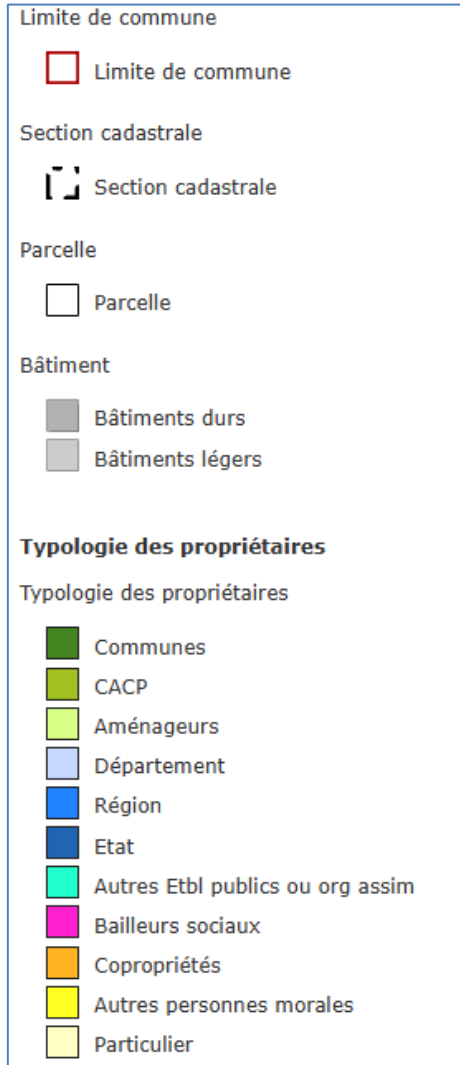 Limite de commune
Limite de commune
Section cadastrale
Section cadastrale
Parcelle
Parcelle
Bâtiment
Bâtiments durs
Bâtiments légers
Typologie des propriétaires
Typologie des propriétaires
Communes
CACP
Aménageurs
Département
Région
Etat
Autres Etbl publics ou org assim
Bailleurs sociaux
Copropriétés
Autres personnes morales
Particulier